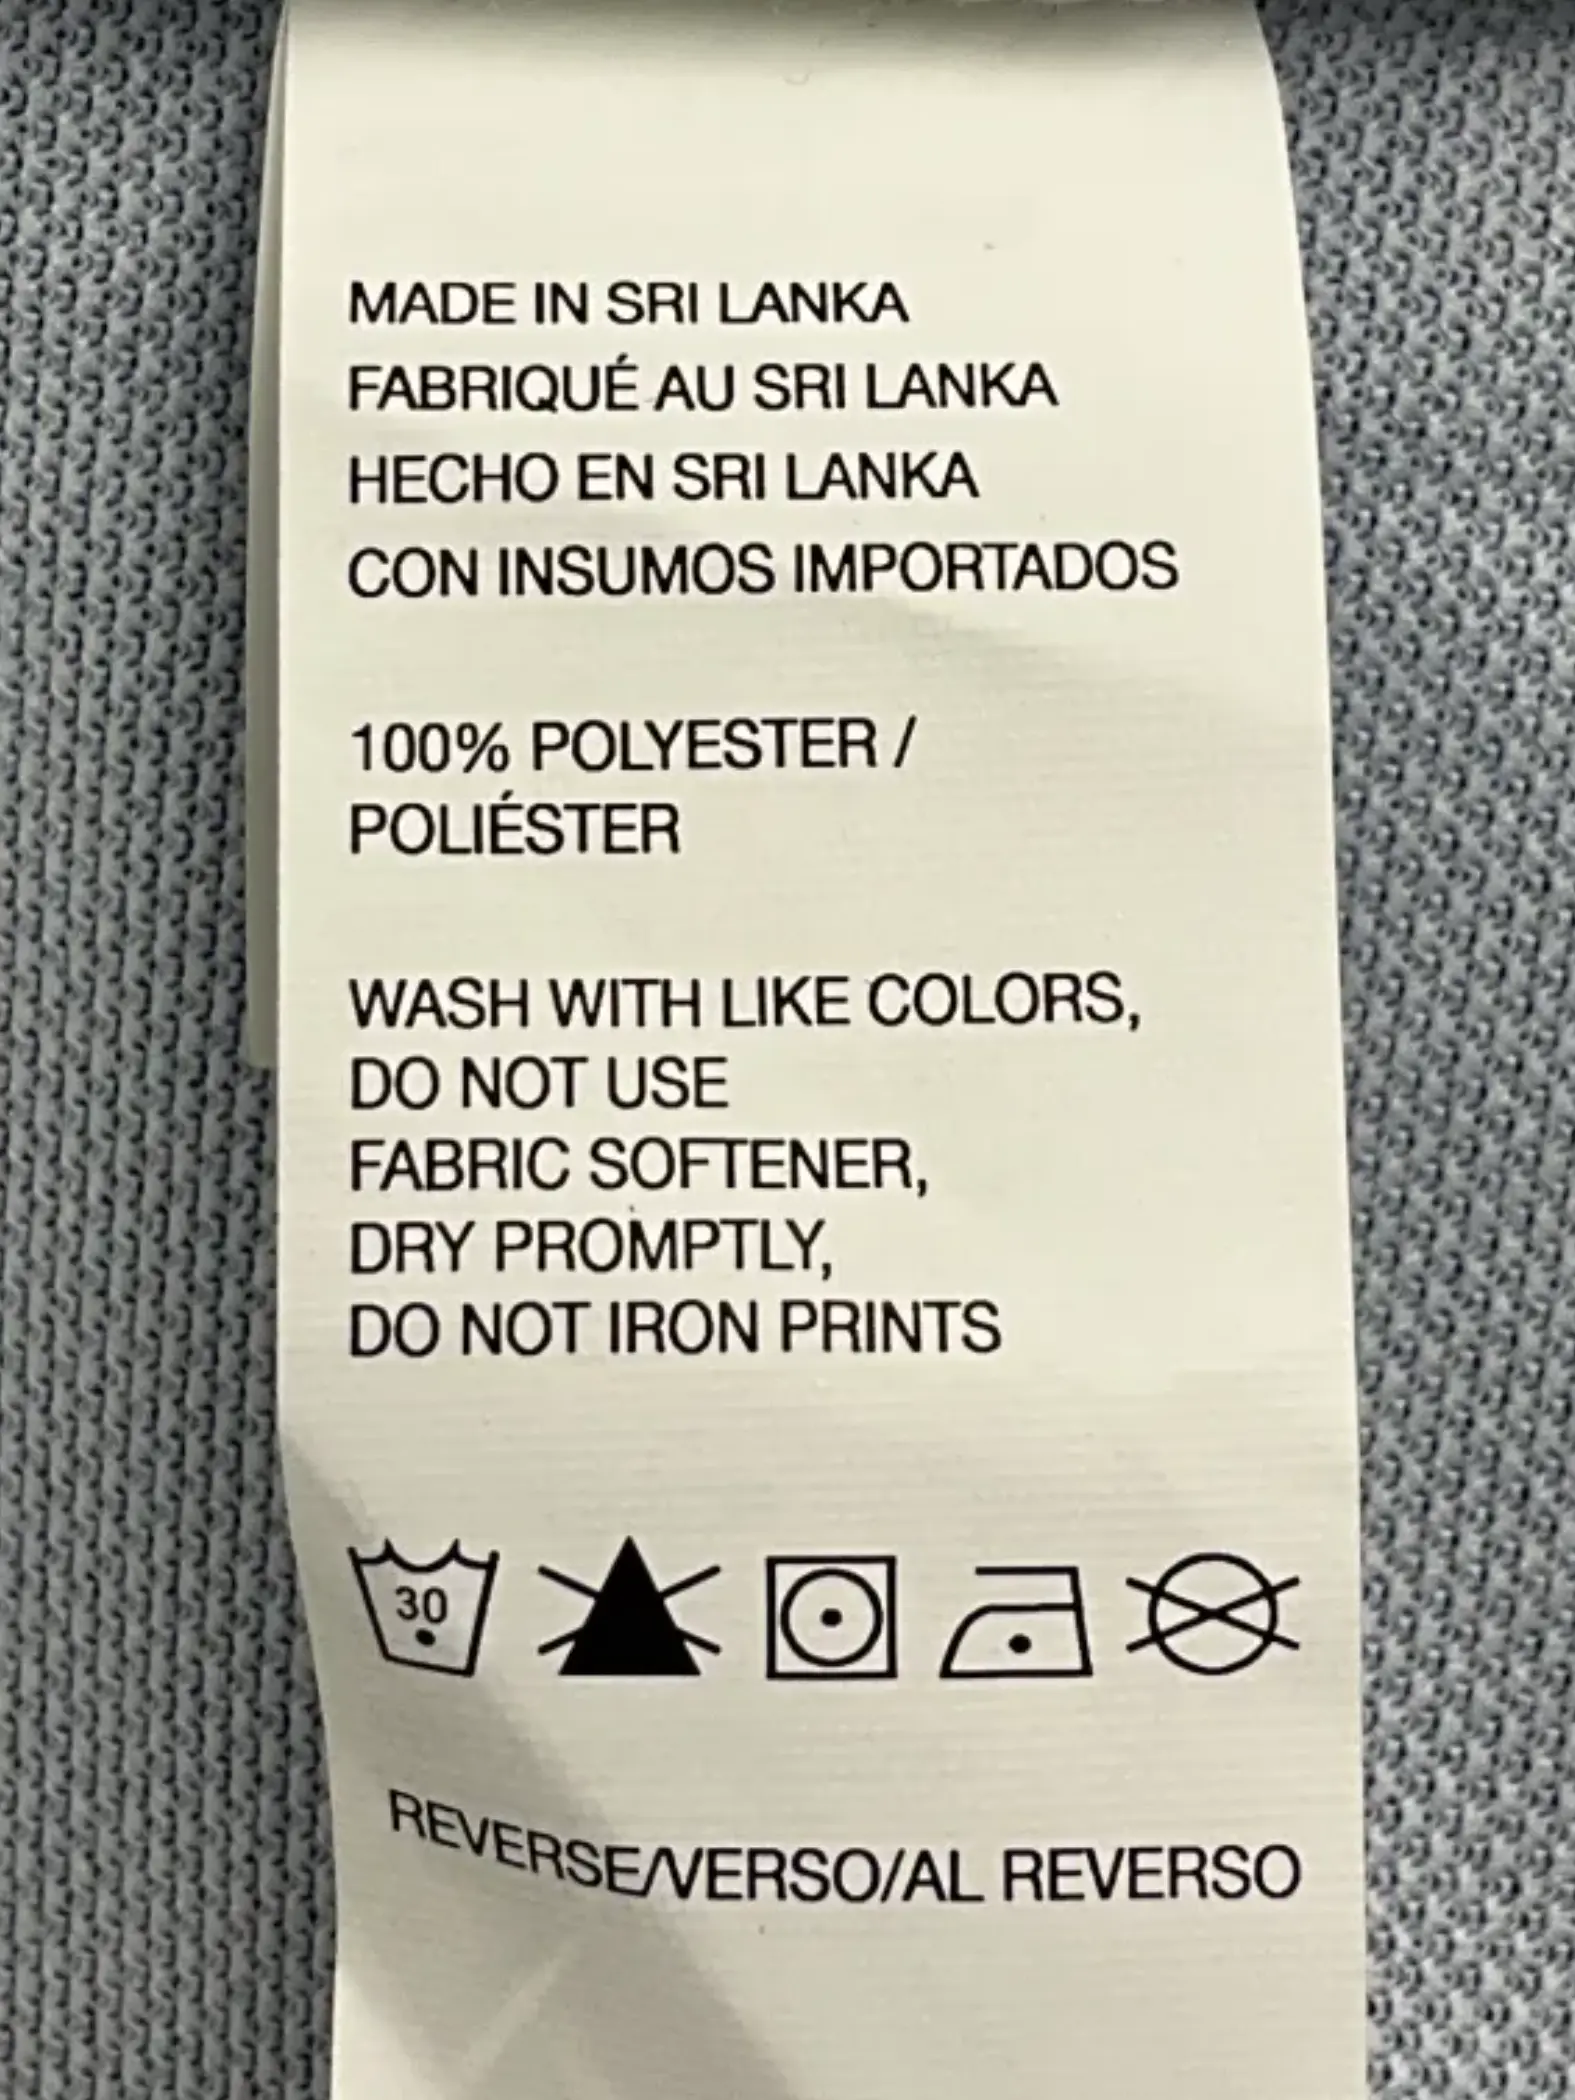 MADE IN SRI LANKA
FABRIQUÉ AU SRI LANKA
HECHO EN SRI LANKA
CON INSUMOS IMPORTADOS
100% POLYESTER /
POLIÉSTER
WASH WITH LIKE COLORS,
DO NOT USE
FABRIC SOFTENER,
DRY PROMPTLY,
DO NOT IRON PRINTS
30
REVERSE/VERSO/AL REVERSO